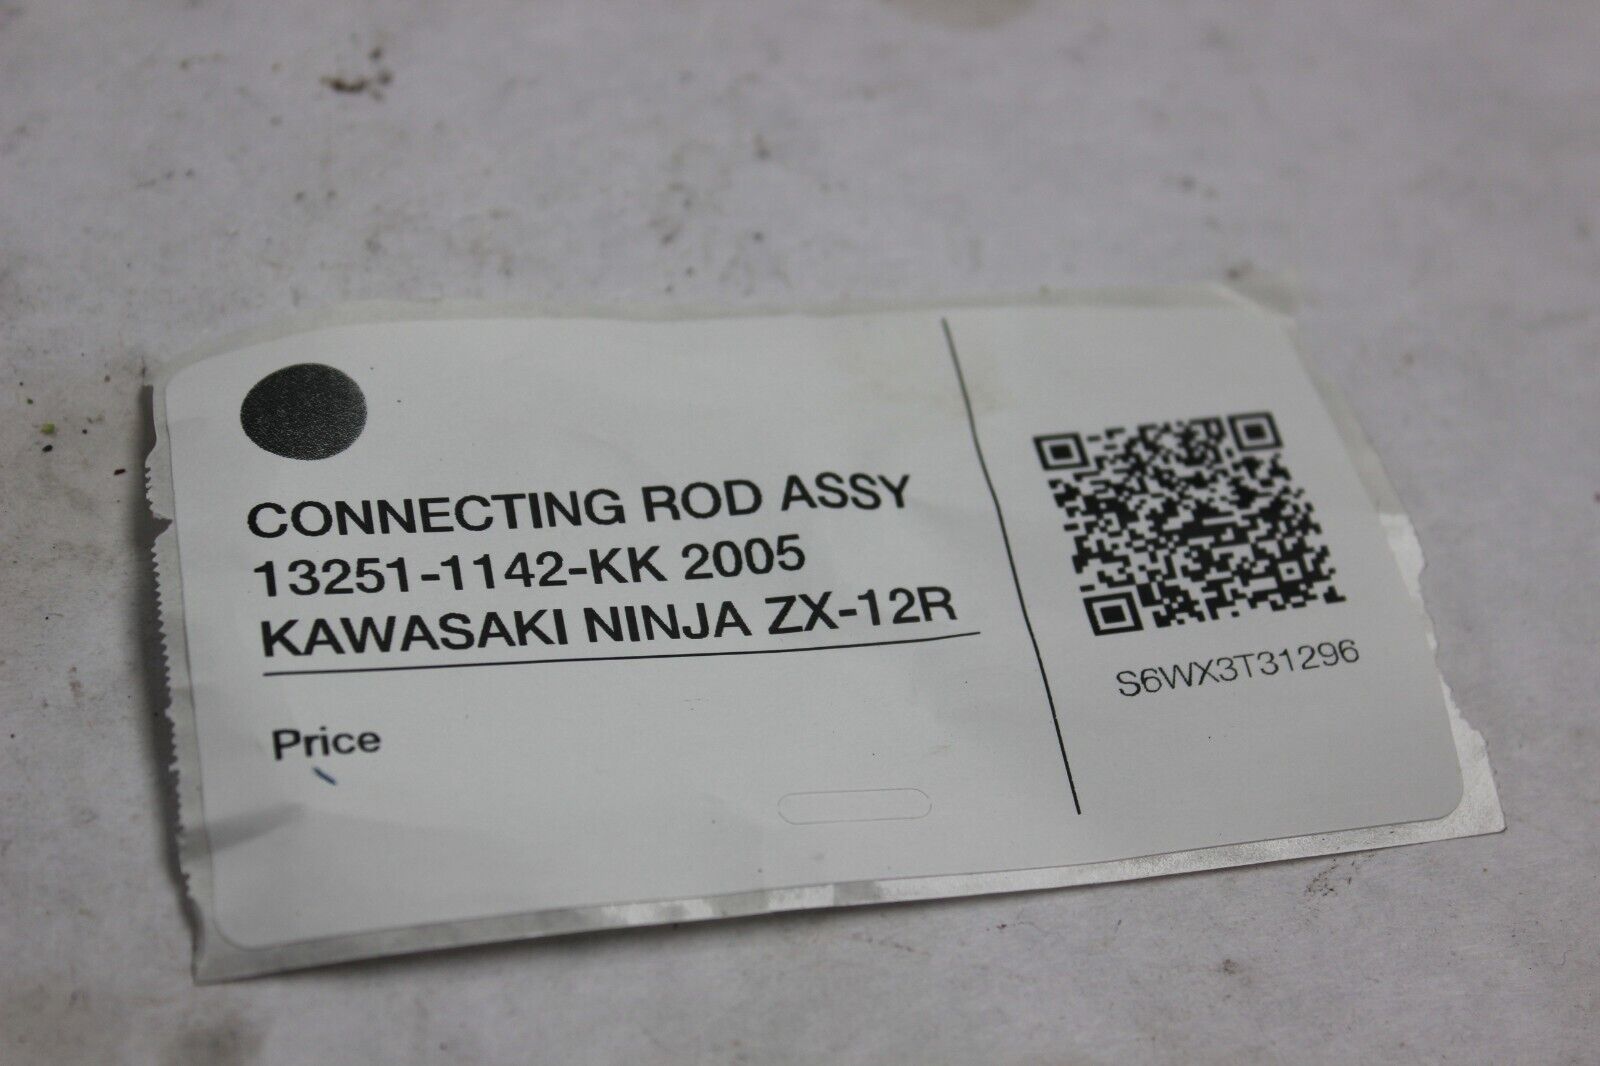 CONNECTING ROD ASSY
13251-1142-KK 2005
KAWASAKI NINJA ZX-12R
Price
S6WX3T31296